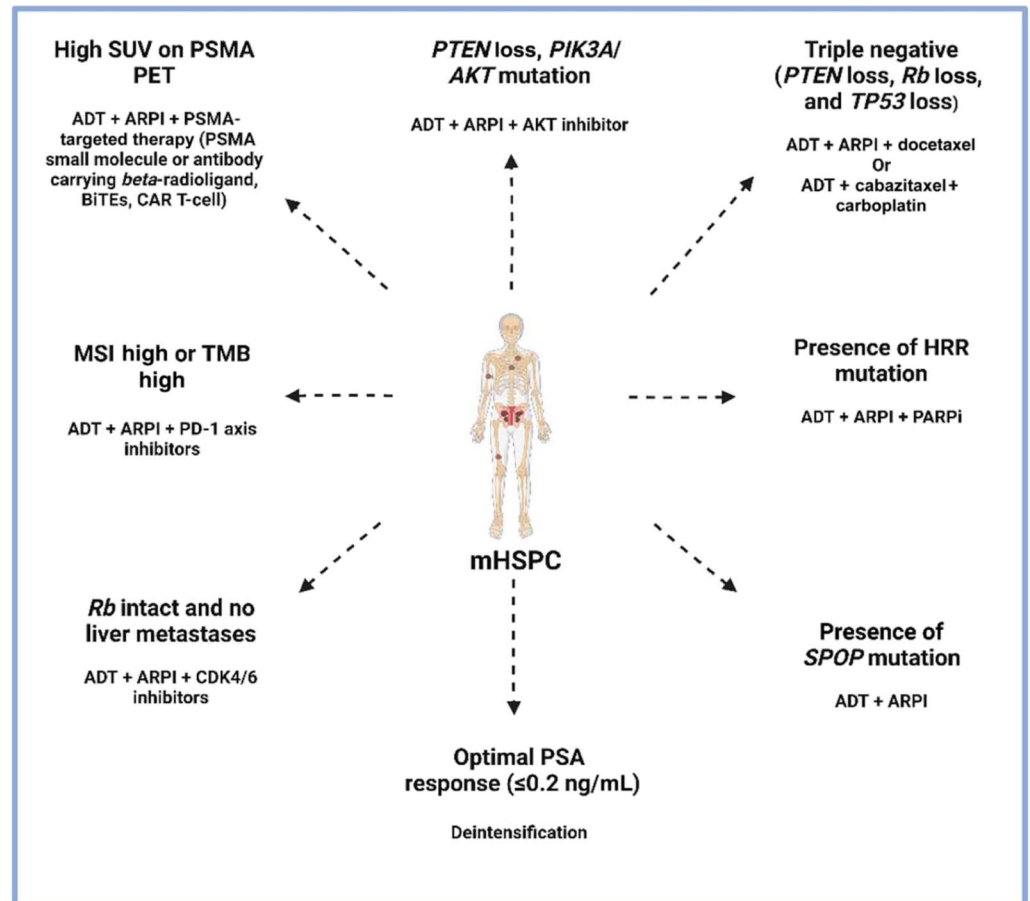 High SUV on PSMA
PET
ADT + ARPI + PSMA-
targeted therapy (PSMA
small molecule or antibody
carrying beta-radioligand,
BiTEs, CAR T-cell)
PTEN loss, PIK3A/
AKT mutation
ADT + ARPI + AKT inhibitor
Triple negative
(PTEN loss, Rb loss,
and TP53 loss)
ADT + ARPI + docetaxel
Or
ADT + cabazitaxel +
carboplatin
MSI high or TMB
high
ADT + ARPI + PD-1 axis
inhibitors
mHSPC
Presence of HRR
mutation
ADT + ARPI + PARPi
Rb intact and no
liver metastases
ADT + ARPI + CDK4/6
inhibitors
Optimal PSA
response (≤0.2 ng/mL)
Deintensification
Presence of
SPOP mutation
ADT + ARPI